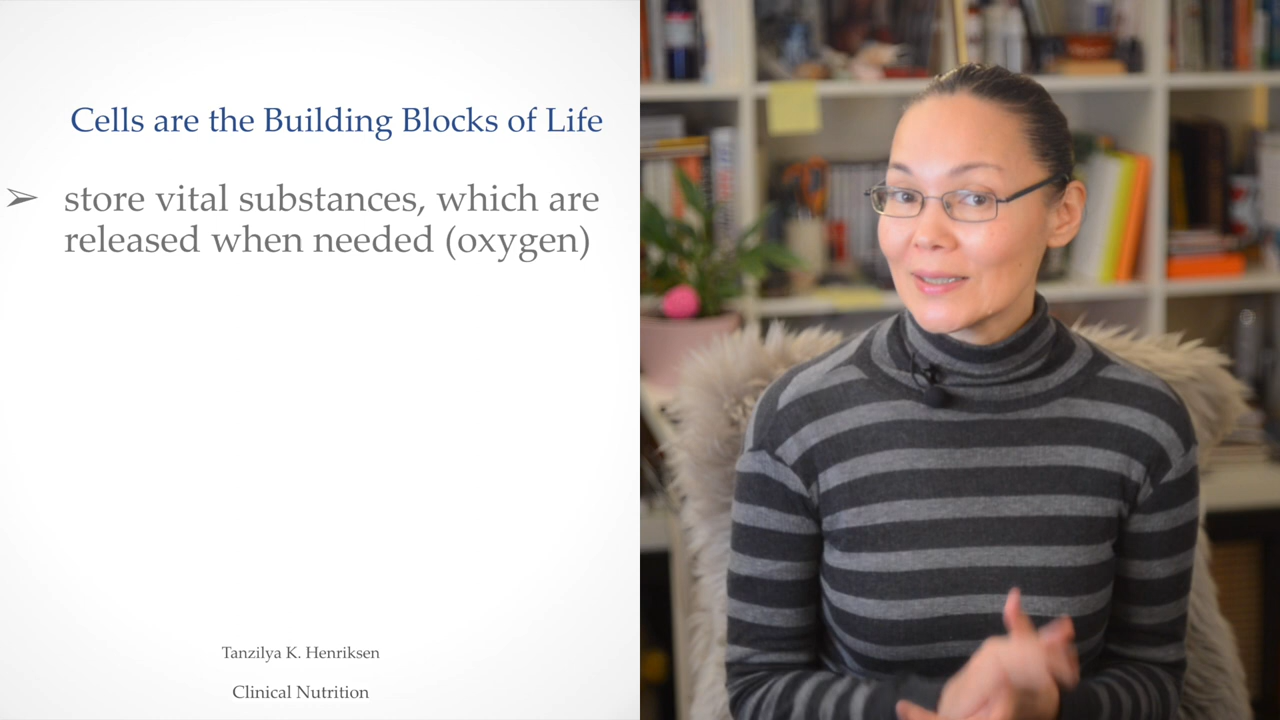 Cells are the Building Blocks of Life
➢ store vital substances, which are
released when needed (oxygen)
Tanzilya K. Henriksen
Clinical Nutrition